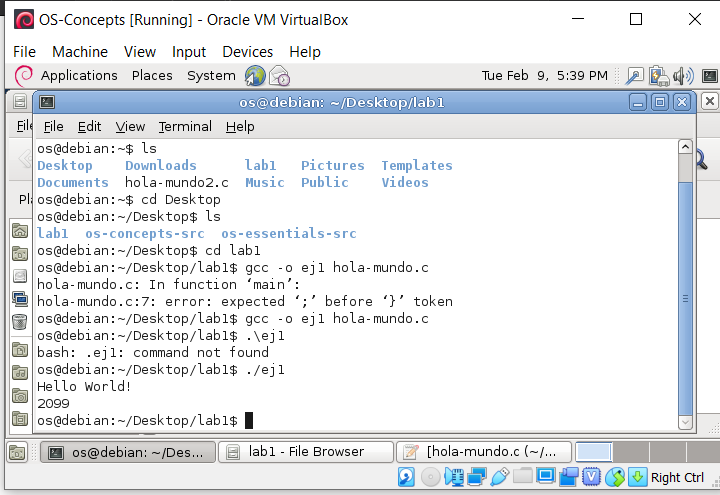 OS-Concepts [Running] - Oracle VM VirtualBox
File Machine View Input Devices Help
Applications Places System Tue Feb 9, 5:39 PM
os@debian: ~/Desktop/lab1
File Edit View Terminal Help
os@debian:~$ ls
Desktop Downloads lab1 Pictures Templates
Documents hola-mundo2.c Music Public Videos
os@debian:~$ cd Desktop
os@debian:~/Desktop$ ls
lab1 os-concepts-src os-essentials-src
os@debian:~/Desktop$ cd lab1
os@debian:~/Desktop/lab1$ gcc -o ej1 hola-mundo.c
hola-mundo.c: In function ‘main’:
hola-mundo.c:7: error: expected ‘;’ before ‘}’ token
os@debian:~/Desktop/lab1$ gcc -o ej1 hola-mundo.c
os@debian:~/Desktop/lab1$ .\ej1
bash: .ej1: command not found
os@debian:~/Desktop/lab1$ ./ej1
Hello World!
2099
os@debian:~/Desktop/lab1$
os@debian: ~/Des... lab1 - File Browser [hola-mundo.c (~/...
Right Ctrl